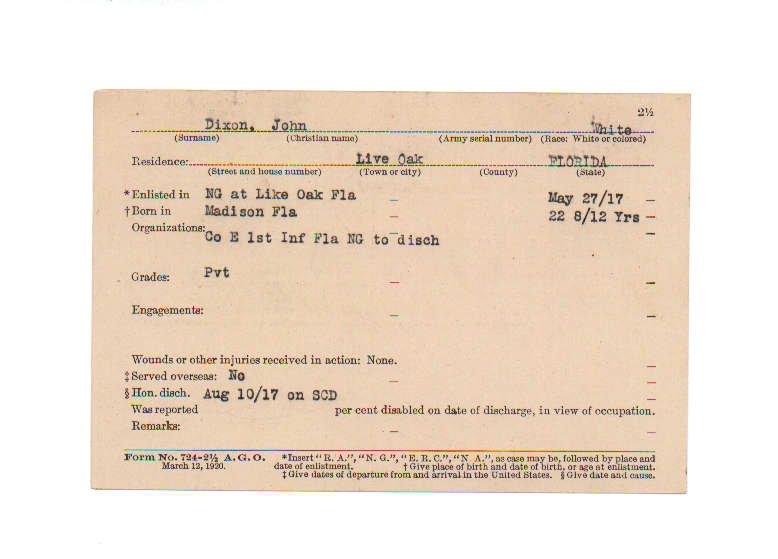 2½
Dixon, John White
(Surname) (Christian name) (Army serial number) (Race: White or colored)
Residence: Live Oak FLORIDA
(Street and house number) (Town or city) (County) (State)
*Enlisted in NG at Like Oak Fla – May 27/17 –
†Born in Madison Fla – 22 8/12 Yrs –
Organizations: Co E 1st Inf Fla NG to disch – –
Grades: Pvt – –
Engagements: – –
Wounds or other injuries received in action: None. –
‡Served overseas: No – –
§Hon. disch. Aug 10/17 on SCD –
Was reported per cent disabled on date of discharge, in view of occupation.
Remarks: – –
Form No. 724-2½ A. G. O. *Insert "R. A.", "N. G.", "E. R. C.", "N. A.", as case may be, followed by place and
March 12, 1920. date of enlistment. †Give place of birth and date of birth, or age at enlistment.
‡Give dates of departure from and arrival in the United States. §Give date and cause.